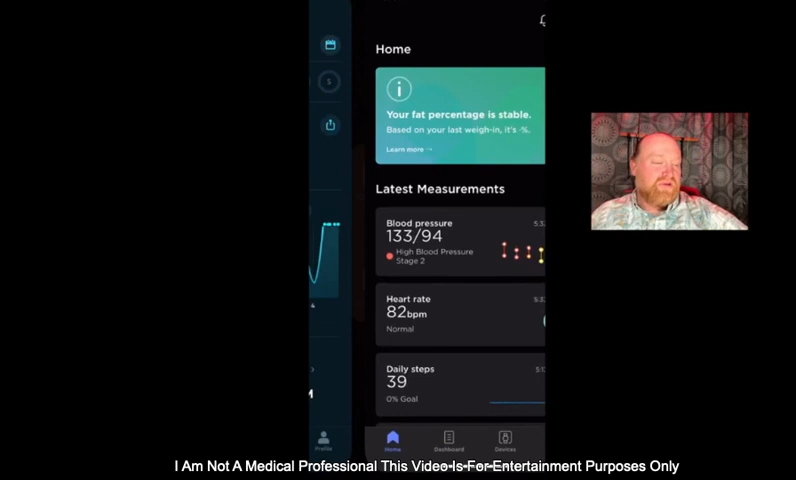 S
Home
Your fat percentage is stable.
Based on your last weigh-in, it's -%.
Learn more →
Latest Measurements
Blood pressure
133/94
High Blood Pressure
Stage 2
Heart rate
82bpm
Normal
Daily steps
39
0% Goal
4
M
Profile
Home
Dashboard
Devices
I Am Not A Medical Professional This Video-Is-For-Entertainment Purposes Only